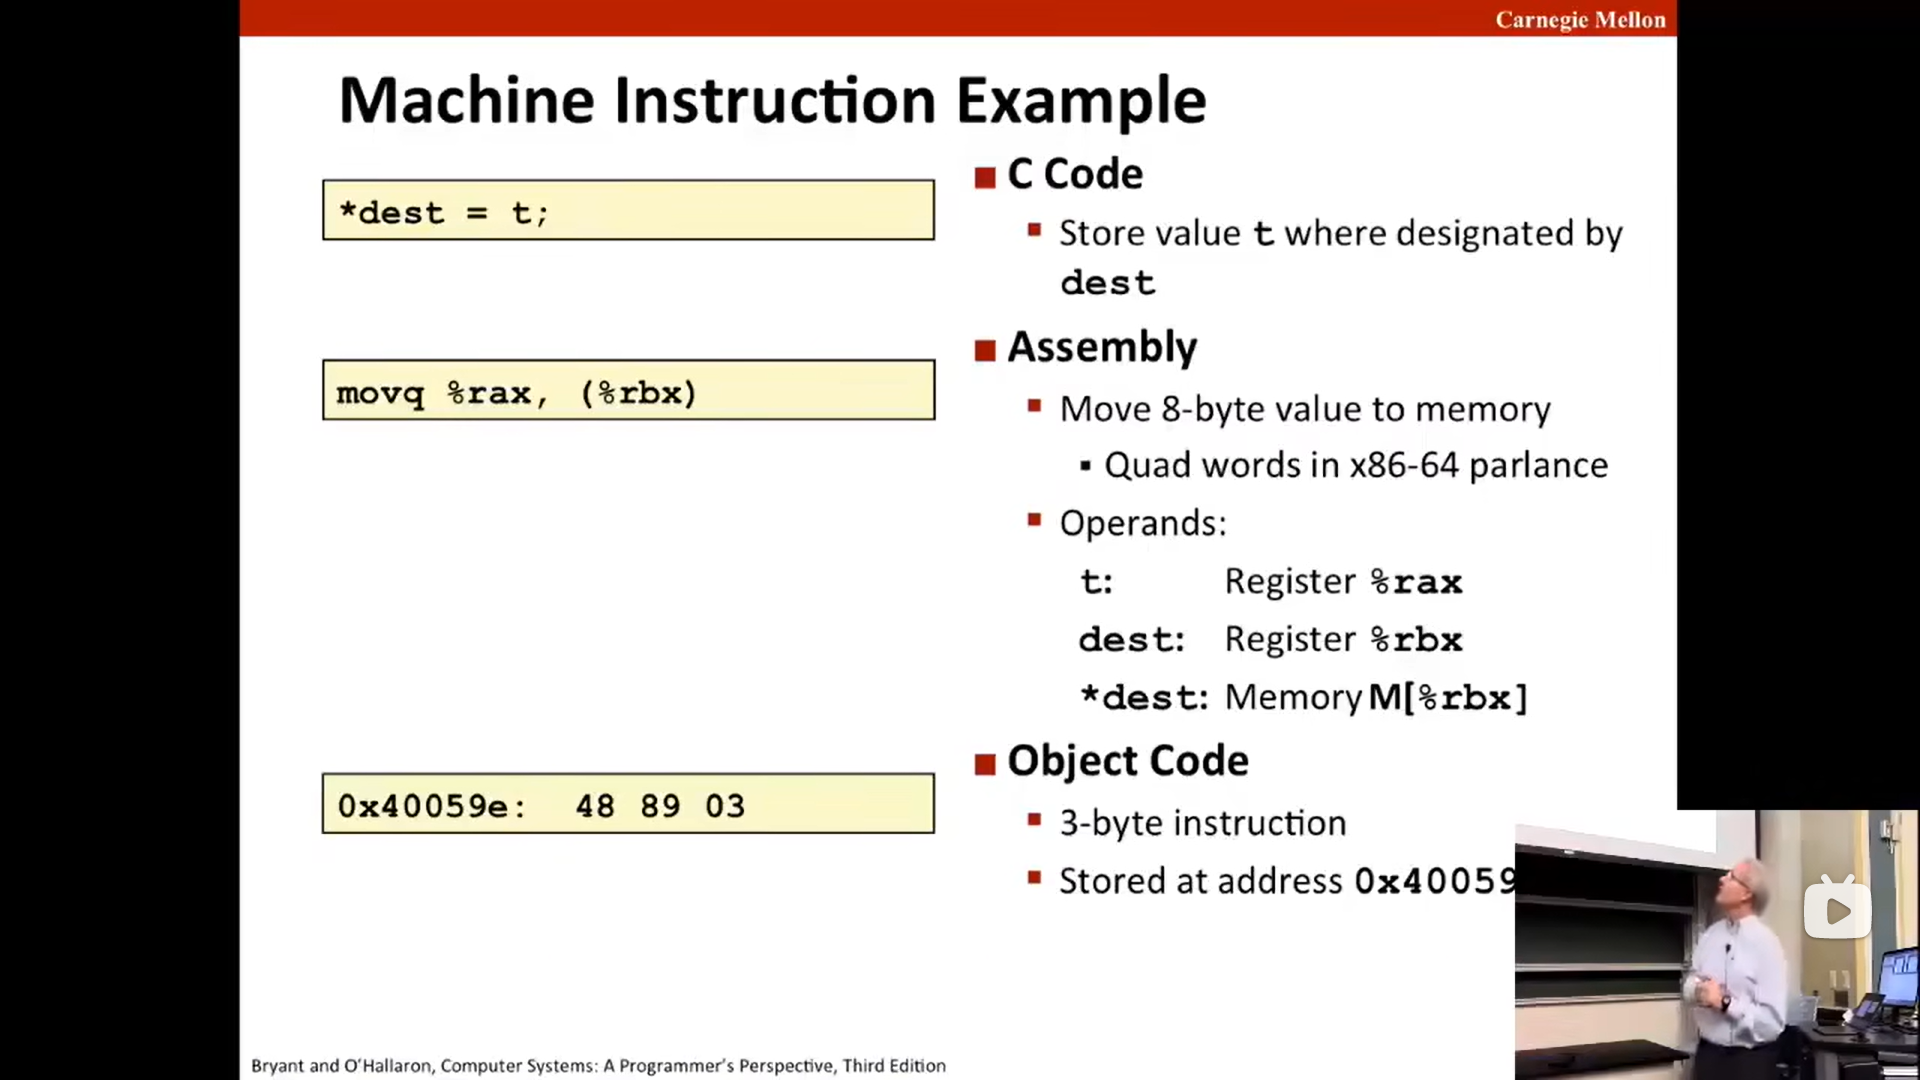 Carnegie Mellon
Machine Instruction Example
*dest = t;
movq %rax, (%rbx)
0x40059e: 48 89 03
■ C Code
▪ Store value t where designated by
dest
■ Assembly
▪ Move 8-byte value to memory
▪ Quad words in x86-64 parlance
▪ Operands:
t: Register %rax
dest: Register %rbx
*dest: Memory M[%rbx]
■ Object Code
▪ 3-byte instruction
▪ Stored at address 0x40059
Bryant and O'Hallaron, Computer Systems: A Programmer's Perspective, Third Edition